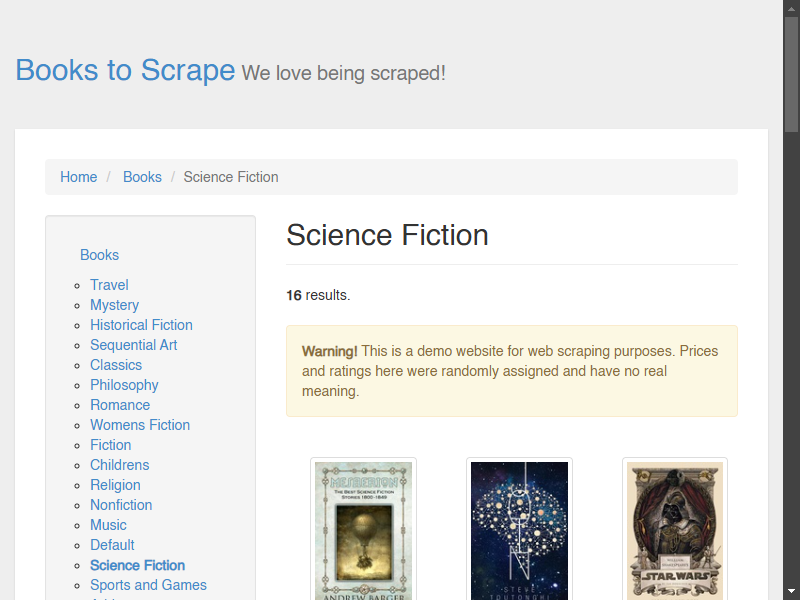 Books to Scrape We love being scraped!
Home / Books / Science Fiction
Books
Travel
Mystery
Historical Fiction
Sequential Art
Classics
Philosophy
Romance
Womens Fiction
Fiction
Childrens
Religion
Nonfiction
Music
Default
Science Fiction
Sports and Games
Science Fiction
16 results.
Warning! This is a demo website for web scraping purposes. Prices
and ratings here were randomly assigned and have no real
meaning.
MESAERION
THE BEST SCIENCE FICTION
STORIES 1800-1849
ANDREW BARGER
STEVE
TOUTONGHI
WILLIAM
SHAKESPEARE'S
STAR WARS